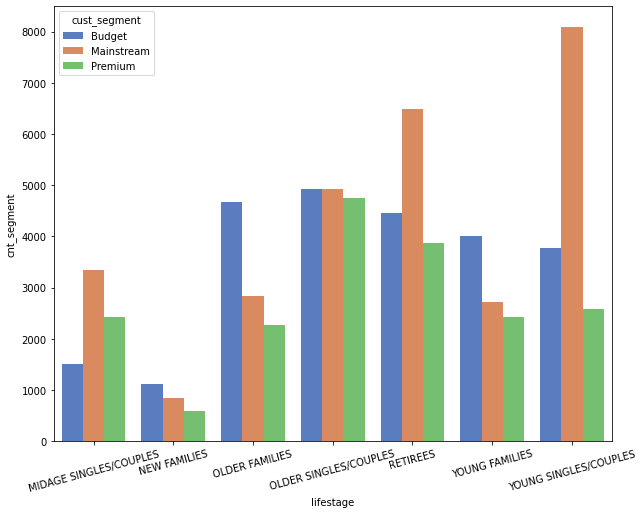 cust_segment
Budget
Mainstream
Premium
cnt_segment
8000
7000
6000
5000
4000
3000
2000
1000
0
MIDAGE SINGLES/COUPLES
NEW FAMILIES
OLDER FAMILIES
OLDER SINGLES/COUPLES
RETIREES
YOUNG FAMILIES
YOUNG SINGLES/COUPLES
lifestage